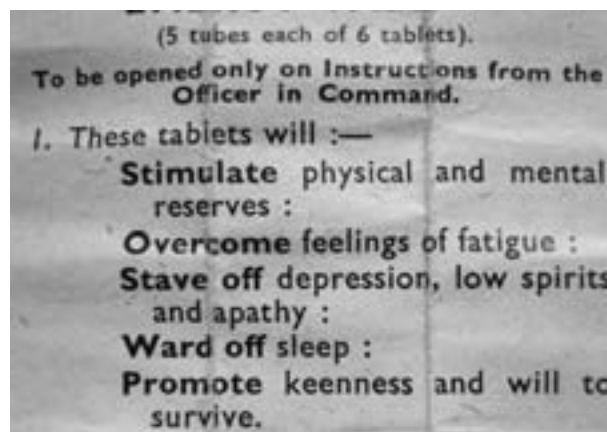 (5 tubes each of 6 tablets).
To be opened only on Instructions from the
Officer in Command.
1. These tablets will :—
Stimulate physical and mental
reserves :
Overcome feelings of fatigue :
Stave off depression, low spirits
and apathy :
Ward off sleep :
Promote keenness and will to
survive.